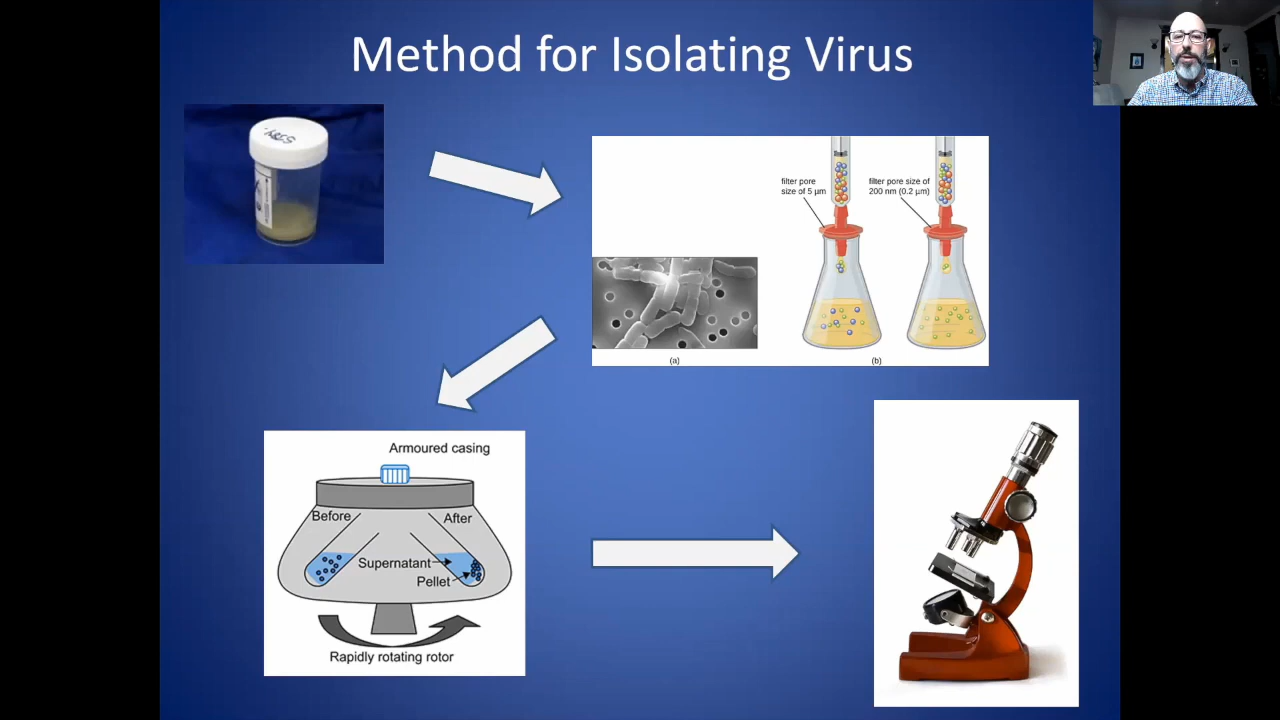 Method for Isolating Virus
filter pore
size of 5 µm
filter pore size of
200 nm (0.2 µm)
(a)
(b)
Armoured casing
Before
After
Supernatant
Pellet
Rapidly rotating rotor